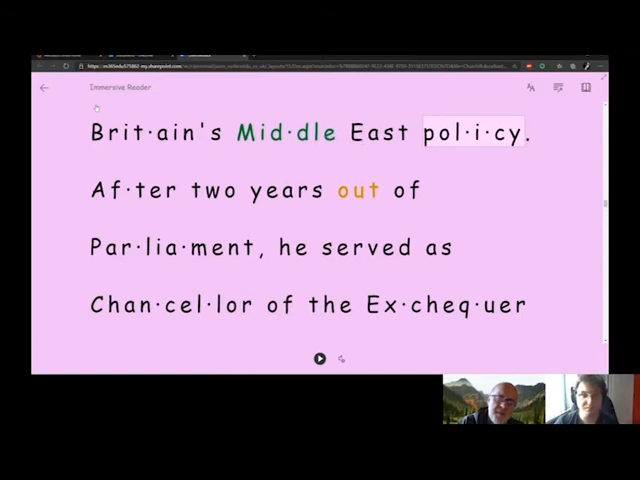 Immersive Reader
Brit·ain's Mid·dle East pol·i·cy.
Af·ter two years out of
Par·lia·ment, he served as
Chan·cel·lor of the Ex·cheq·uer